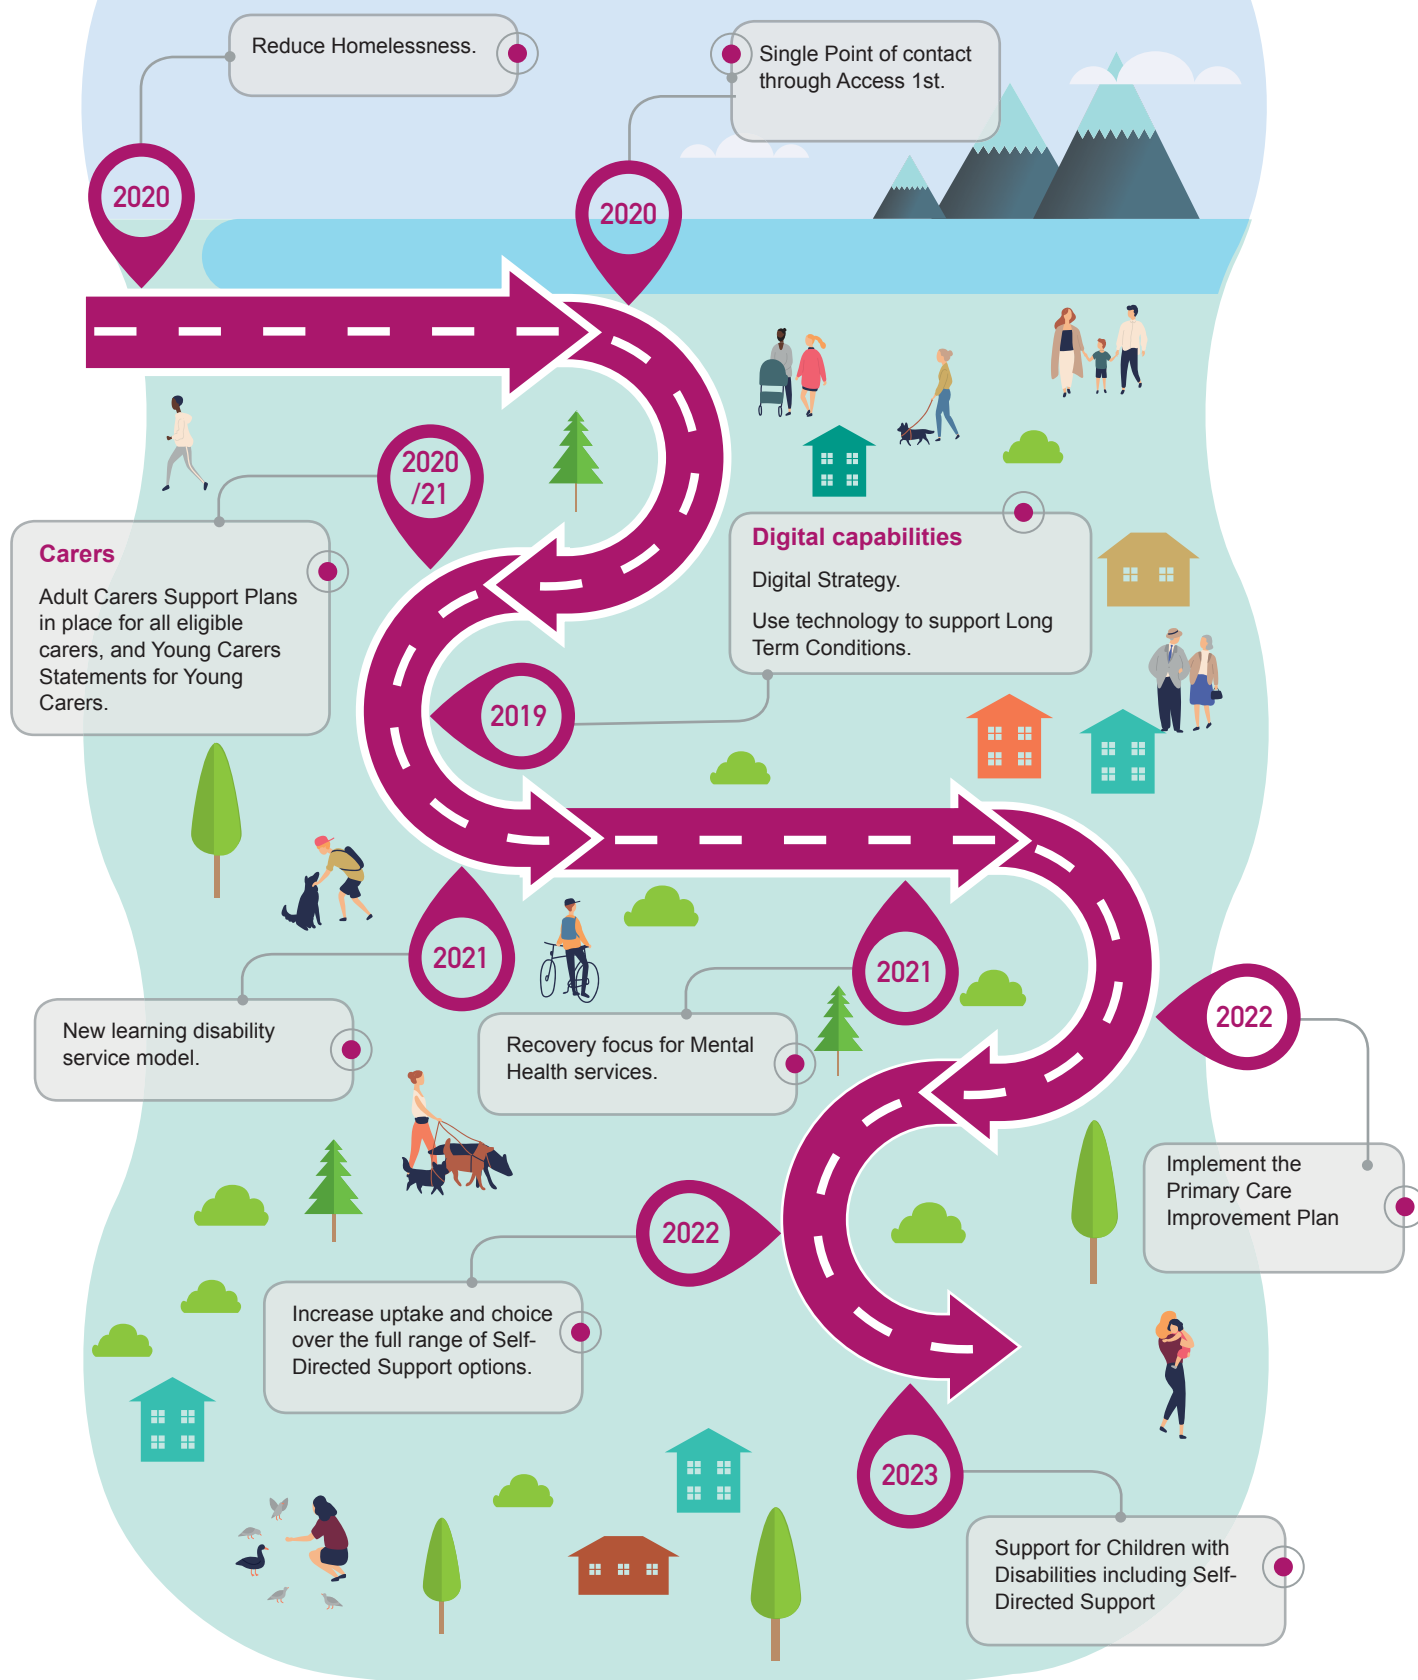 Reduce Homelessness.
2020
Single Point of contact
through Access 1st.
2020
2020
/21
Carers
Adult Carers Support Plans
in place for all eligible
carers, and Young Carers
Statements for Young
Carers.
Digital capabilities
Digital Strategy.
Use technology to support Long
Term Conditions.
2019
2021
New learning disability
service model.
2021
Recovery focus for Mental
Health services.
2022
Implement the
Primary Care
Improvement Plan
2022
Increase uptake and choice
over the full range of Self-
Directed Support options.
2023
Support for Children with
Disabilities including Self-
Directed Support